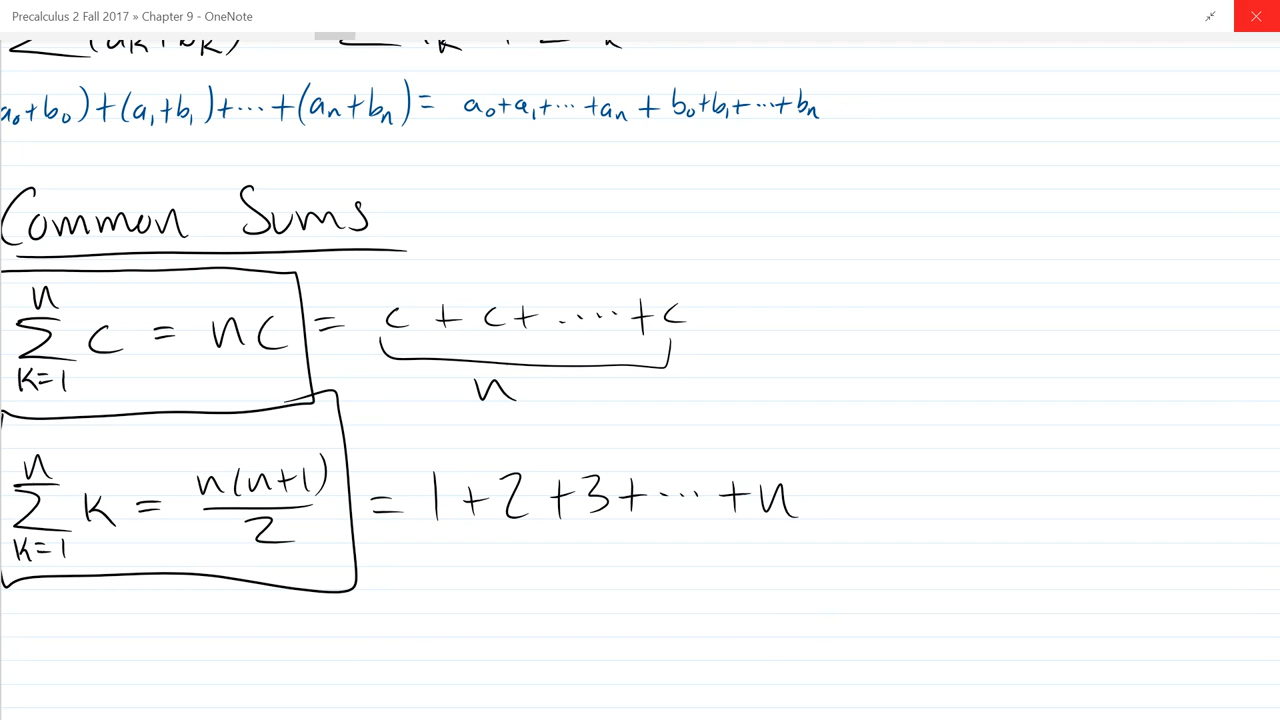 Precalculus 2 Fall 2017 » Chapter 9 - OneNote
a₀+b₀)+(a₁+b₁)+⋯+(aₙ+bₙ)= a₀+a₁+⋯+aₙ + b₀+b₁+⋯+bₙ
Common Sums
n
∑ c = nc = c + c + ..... + c
k=1
n
n
∑ k = n(n+1)/2 = 1+2+3+⋯+n
k=1